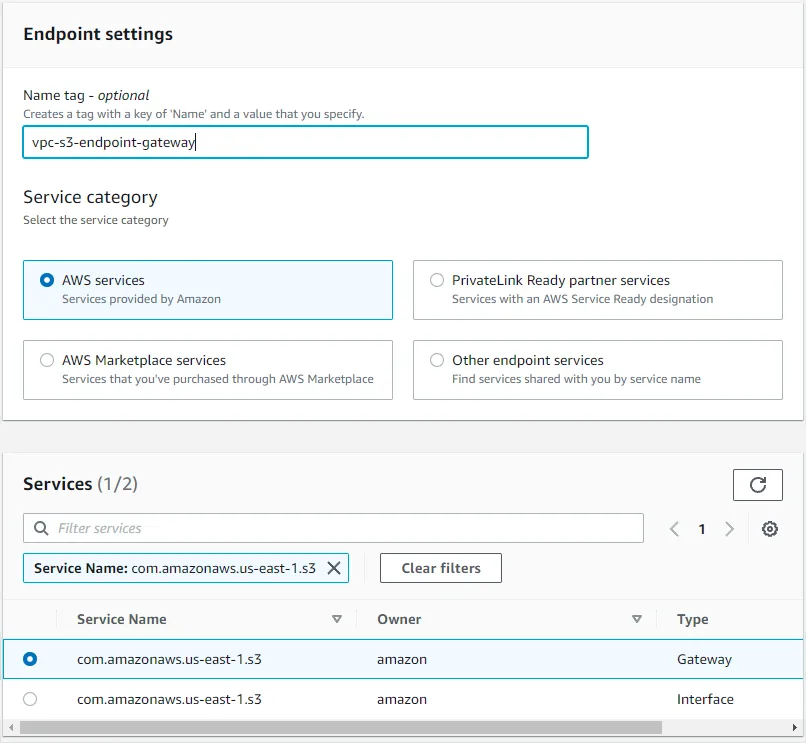 Endpoint settings
Name tag - optional
Creates a tag with a key of 'Name' and a value that you specify.
vpc-s3-endpoint-gateway
Service category
Select the service category
AWS services
Services provided by Amazon
PrivateLink Ready partner services
Services with an AWS Service Ready designation
AWS Marketplace services
Services that you've purchased through AWS Marketplace
Other endpoint services
Find services shared with you by service name
Services (1/2)
Filter services
1
Service Name: com.amazonaws.us-east-1.s3
Clear filters
Service Name Owner Type
com.amazonaws.us-east-1.s3 amazon Gateway
com.amazonaws.us-east-1.s3 amazon Interface